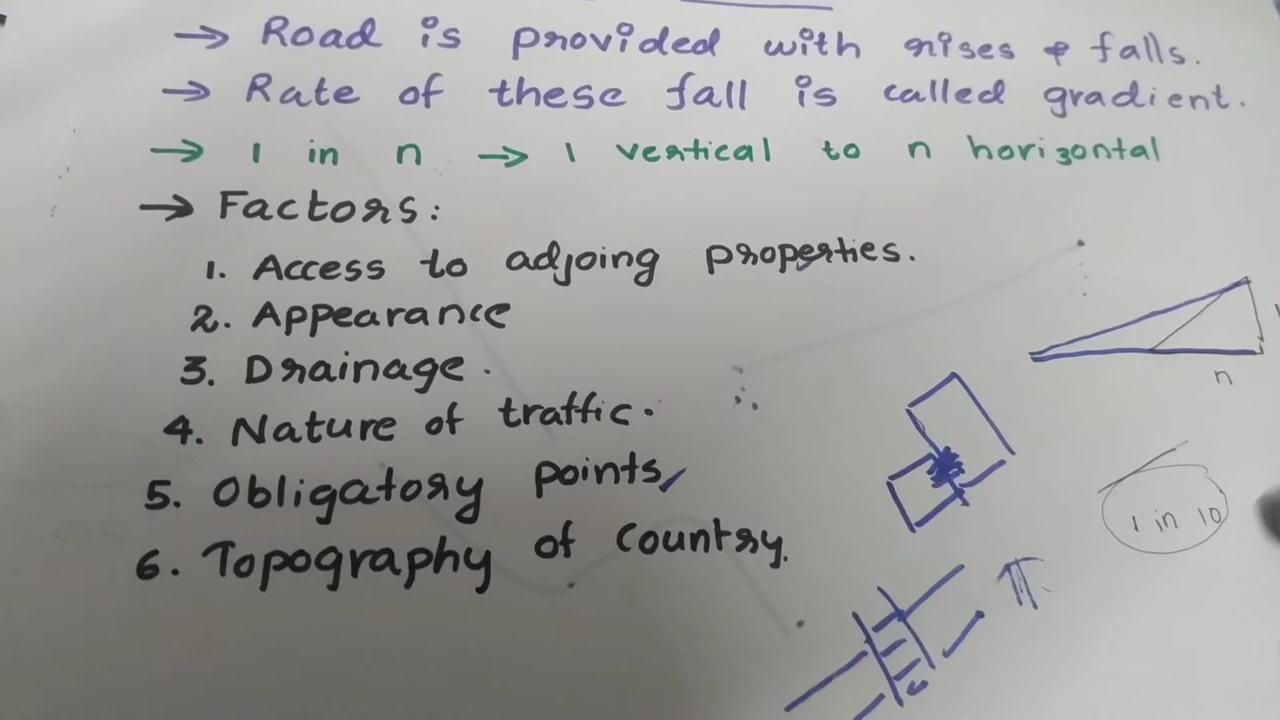 → Road is provided with rises & falls.
→ Rate of these fall is called gradient.
→ 1 in n → 1 vertical to n horizontal
→ Factors:
1. Access to adjoing properties.
2. Appearance
3. Drainage.
4. Nature of traffic.
5. Obligatory points
6. Topography of Country.
n
1 in 10